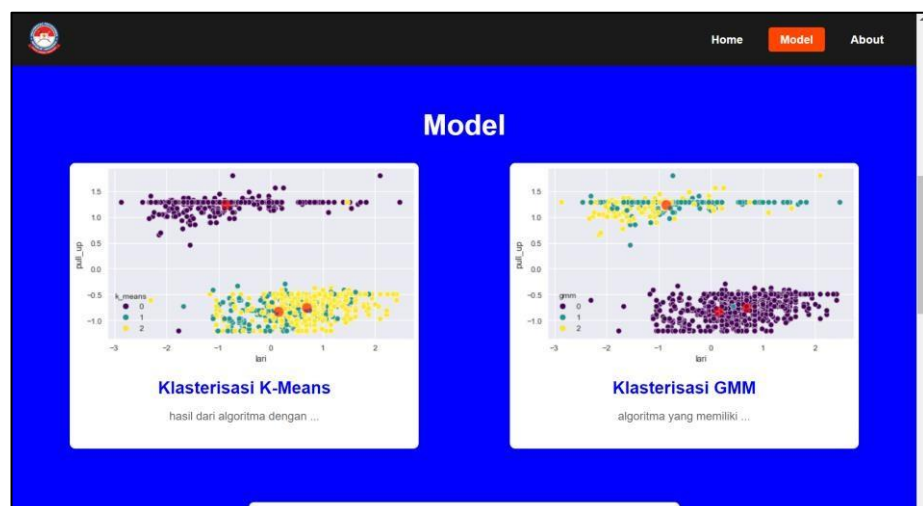 Home Model About
Model
1.5
1.0
0.5
0.0
−0.5
−1.0
pull_up
k_means
0
1
2
−3 −2 −1 0 1 2
lari
Klasterisasi K-Means
hasil dari algoritma dengan ...
1.5
1.0
0.5
0.0
−0.5
−1.0
pull_up
gmm
0
1
2
−3 −2 −1 0 1 2
lari
Klasterisasi GMM
algoritma yang memiliki ...